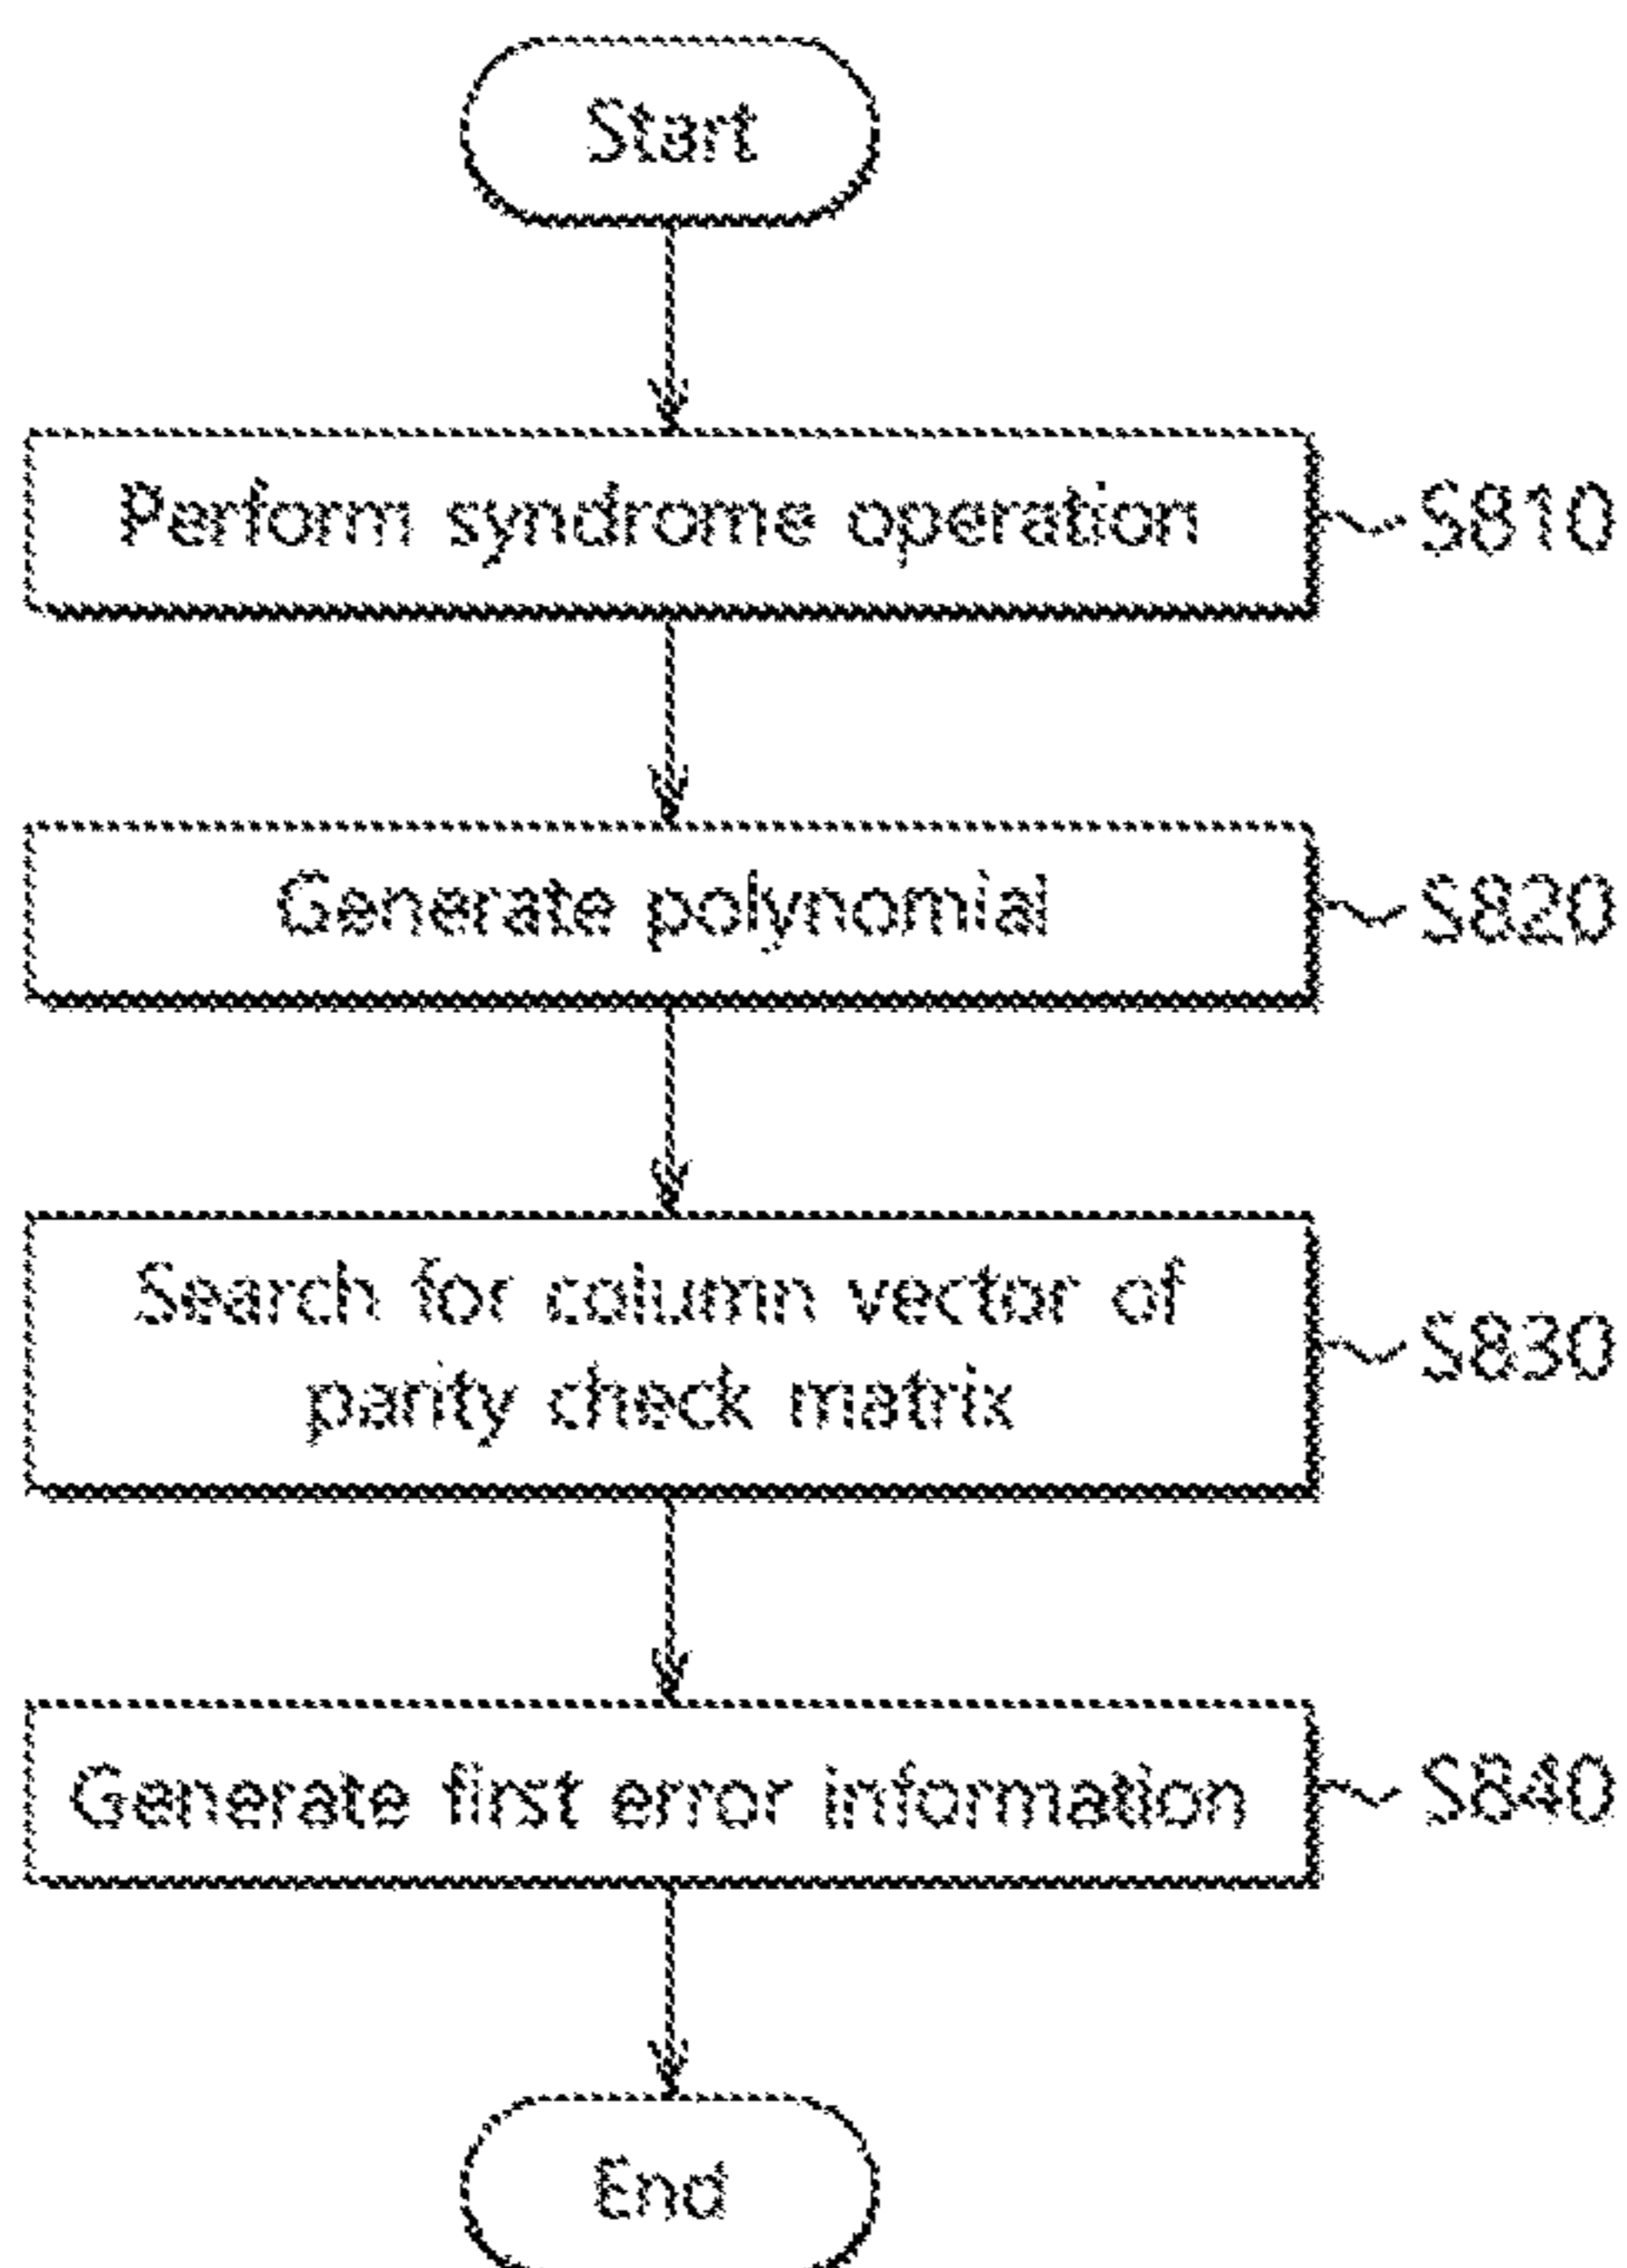 Start
Perform syndrome operation
S810
Generate polynomial
S820
Search for column vector of
parity check matrix
S830
Generate first error information
S840
End